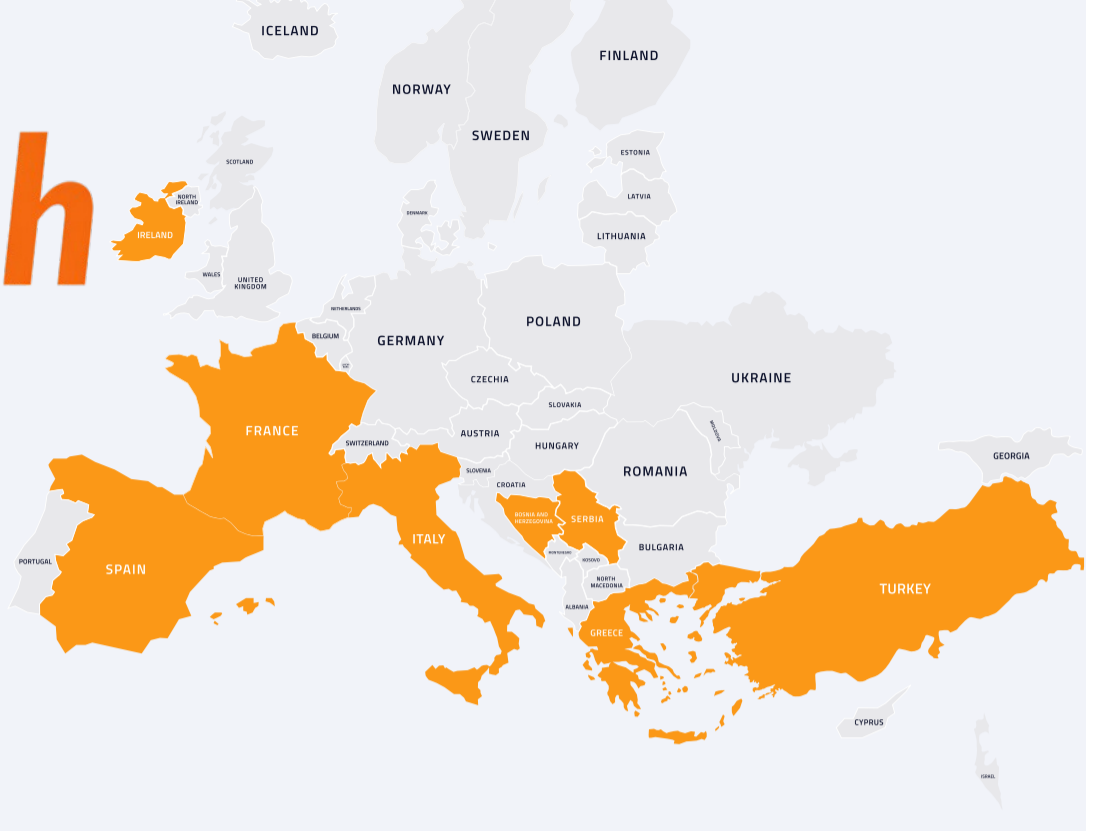 ICELAND
FINLAND
NORWAY
SWEDEN
ESTONIA
SCOTLAND
h
NORTH
IRELAND
LATVIA
DENMARK
IRELAND
LITHUANIA
WALES
UNITED
KINGDOM
NETHERLANDS
POLAND
BELGIUM
GERMANY
UKRAINE
CZECHIA
SLOVAKIA
FRANCE
MOLDOVA
AUSTRIA
SWITZERLAND
HUNGARY
GEORGIA
SLOVENIA
ROMANIA
CROATIA
BOSNIA AND
HERZEGOVINA
SERBIA
ITALY
BULGARIA
MONTENEGRO
KOSOVO
PORTUGAL
SPAIN
NORTH
MACEDONIA
TURKEY
ALBANIA
GREECE
CYPRUS
ISRAEL